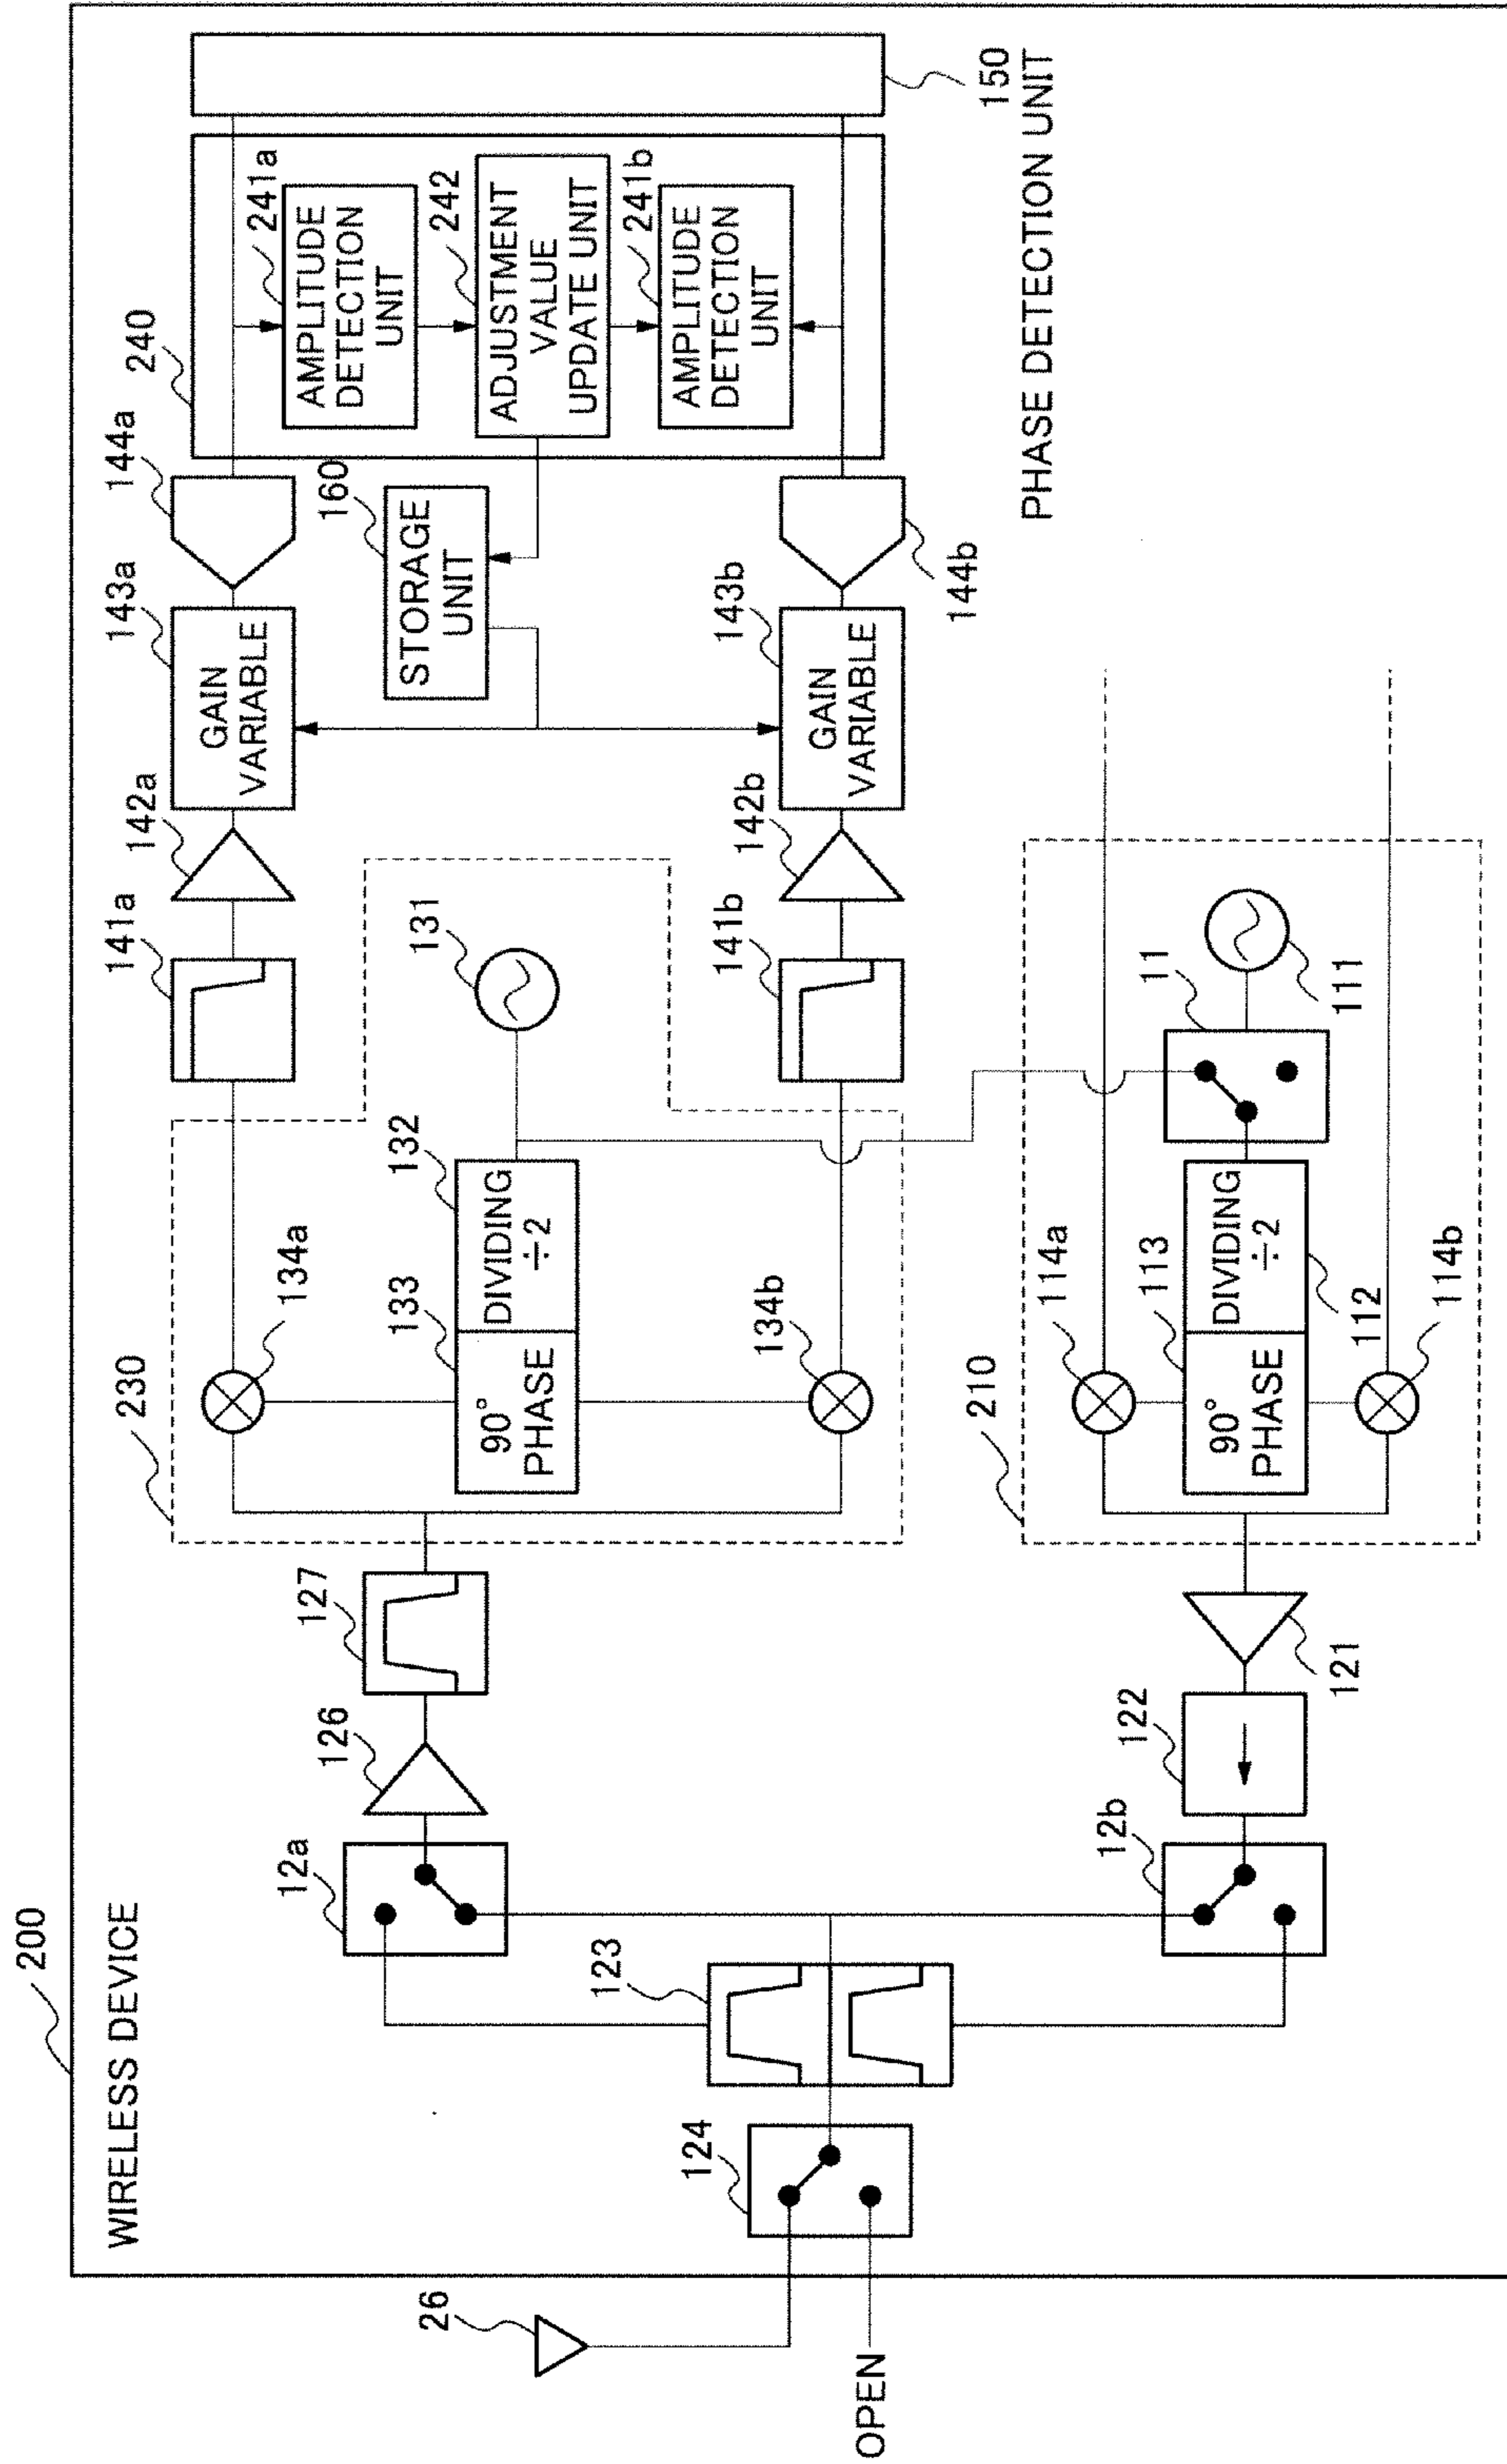 200
WIRELESS DEVICE
26
OPEN
124
123
12a
12b
126
122
127
121
230
134a
133
90°
PHASE
132
DIVIDING
÷2
134b
131
210
114a
113
90°
PHASE
DIVIDING
÷2
112
114b
11
111
141a
142a
143a
GAIN
VARIABLE
144a
141b
142b
143b
GAIN
VARIABLE
144b
160
STORAGE
UNIT
240
241a
AMPLITUDE
DETECTION
UNIT
242
ADJUSTMENT
VALUE
UPDATE UNIT
241b
AMPLITUDE
DETECTION
UNIT
150
PHASE DETECTION UNIT